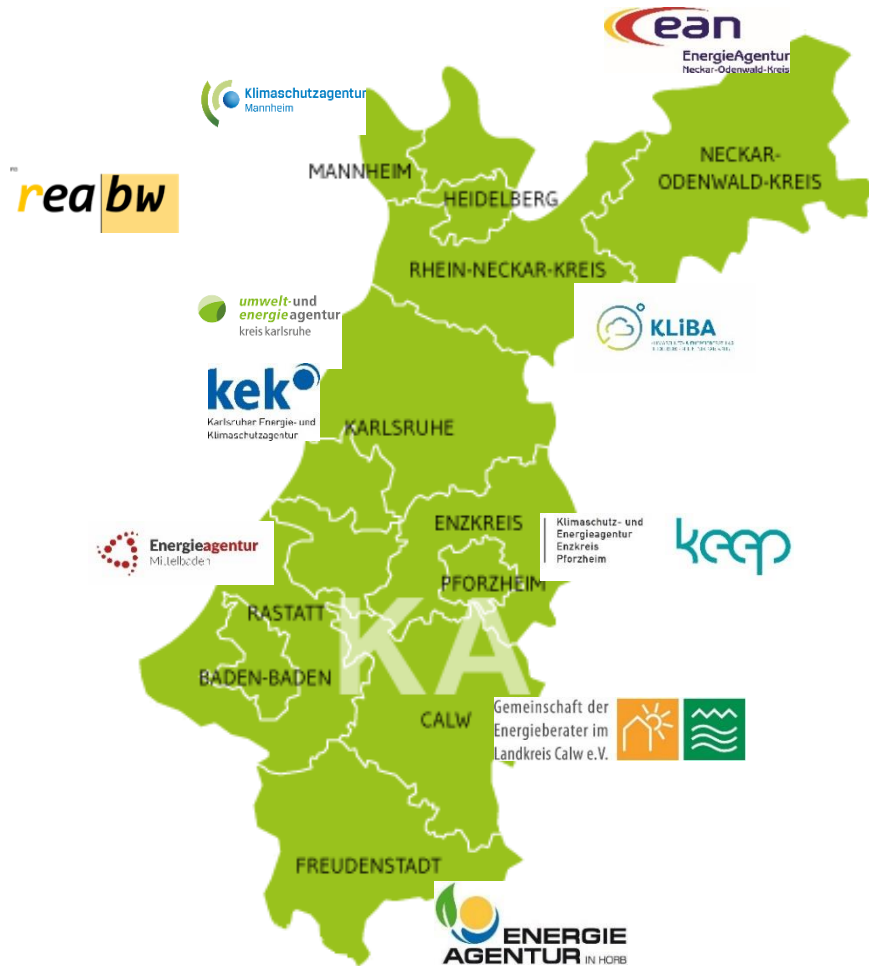 ean
EnergieAgentur
Neckar-Odenwald-Kreis
Klimaschutzagentur
Mannheim
NECKAR-
ODENWALD-KREIS
MANNHEIM
HEIDELBERG
reabw
RHEIN-NECKAR-KREIS
umwelt-und
energieagentur
kreis karlsruhe
KLiBA
kek
Karlsruher Energie- und
Klimaschutzagentur
KARLSRUHE
ENZKREIS
Klimaschutz- und
Energieagentur
Enzkreis
Pforzheim
keep
Energieagentur
Mittelbaden
PFORZHEIM
RASTATT
KA
BADEN-BADEN
CALW
Gemeinschaft der
Energieberater im
Landkreis Calw e.V.
FREUDENSTADT
ENERGIE
AGENTUR IN HORB